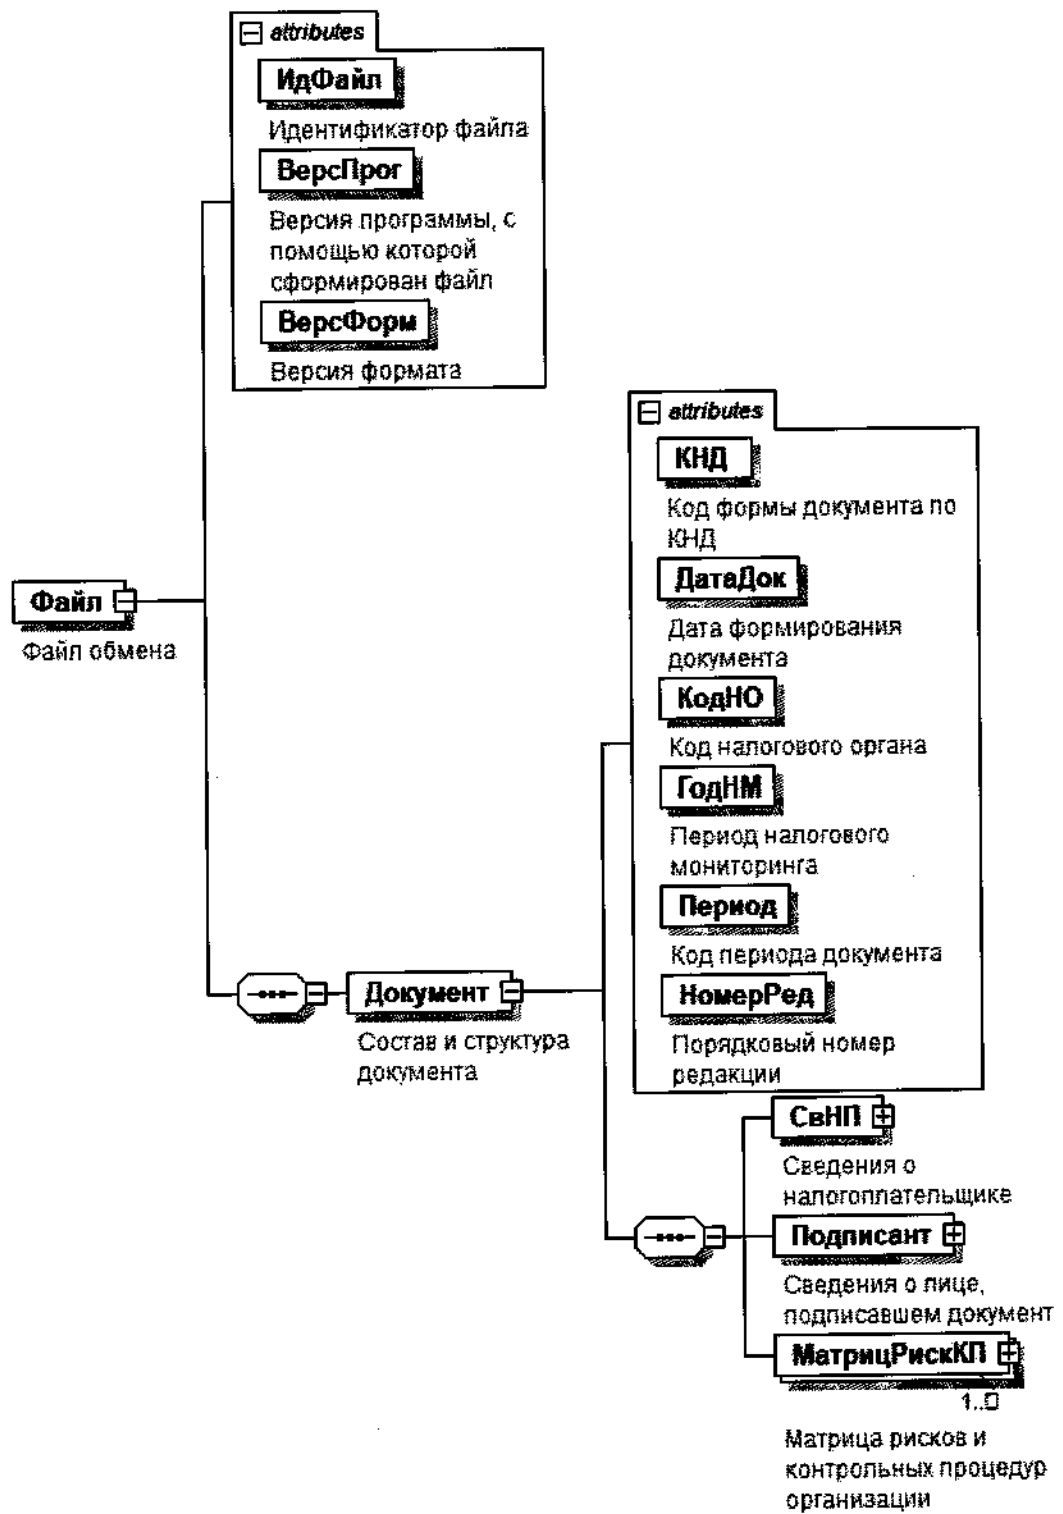 attributes
ИдФайл
Идентификатор файла
ВерсПрог
Версия программы, с
помощью которой
сформирован файл
ВерсФорм
Версия формата
Файл
Файл обмена
Документ
Состав и структура
документа
attributes
КНД
Код формы документа по
КНД
ДатаДок
Дата формирования
документа
КодНО
Код налогового органа
ГодНМ
Период налогового
мониторинга
Период
Код периода документа
НомерРед
Порядковый номер
редакции
СвНП
Сведения о
налогоплательщике
Подписант
Сведения о лице,
подписавшем документ
МатрицРискКП
1..□
Матрица рисков и
контрольных процедур
организации